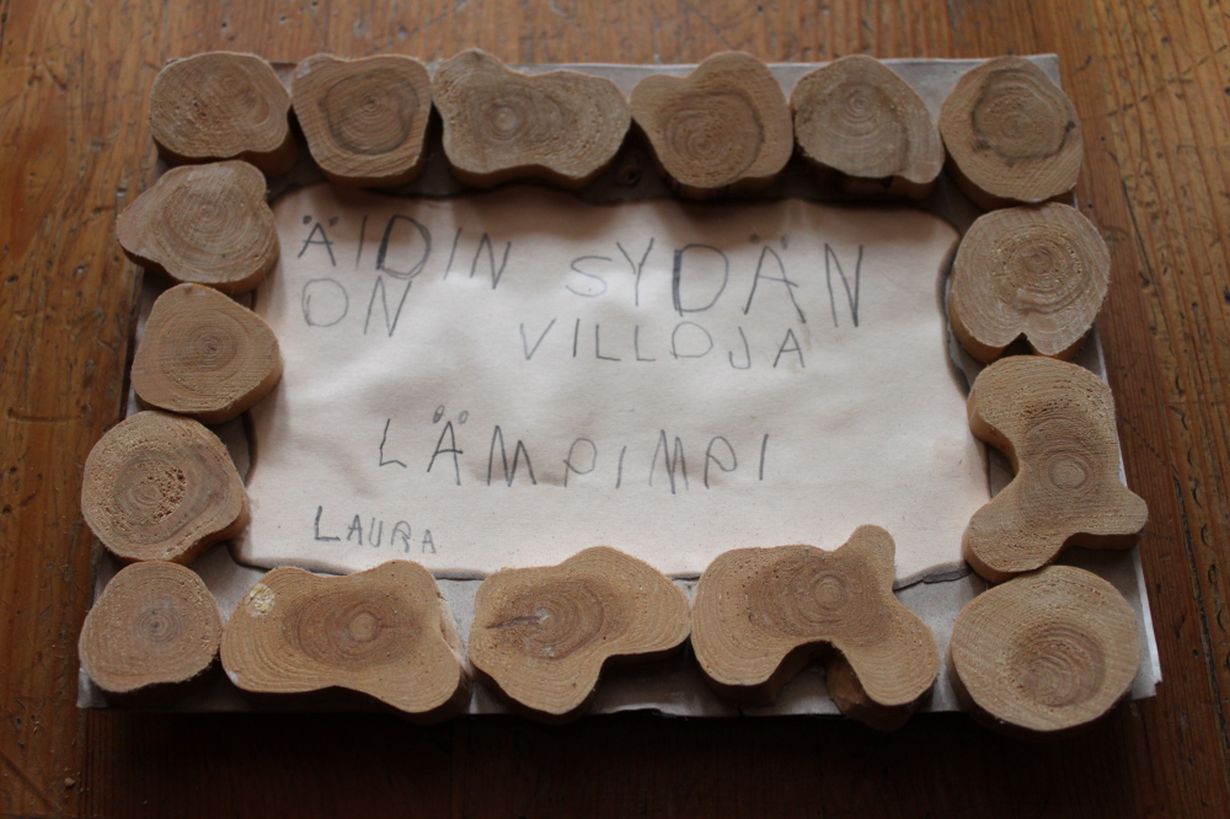 ÄIDIN SYDÄN
ON VILLOJA
LÄMPIMPI
LAURA